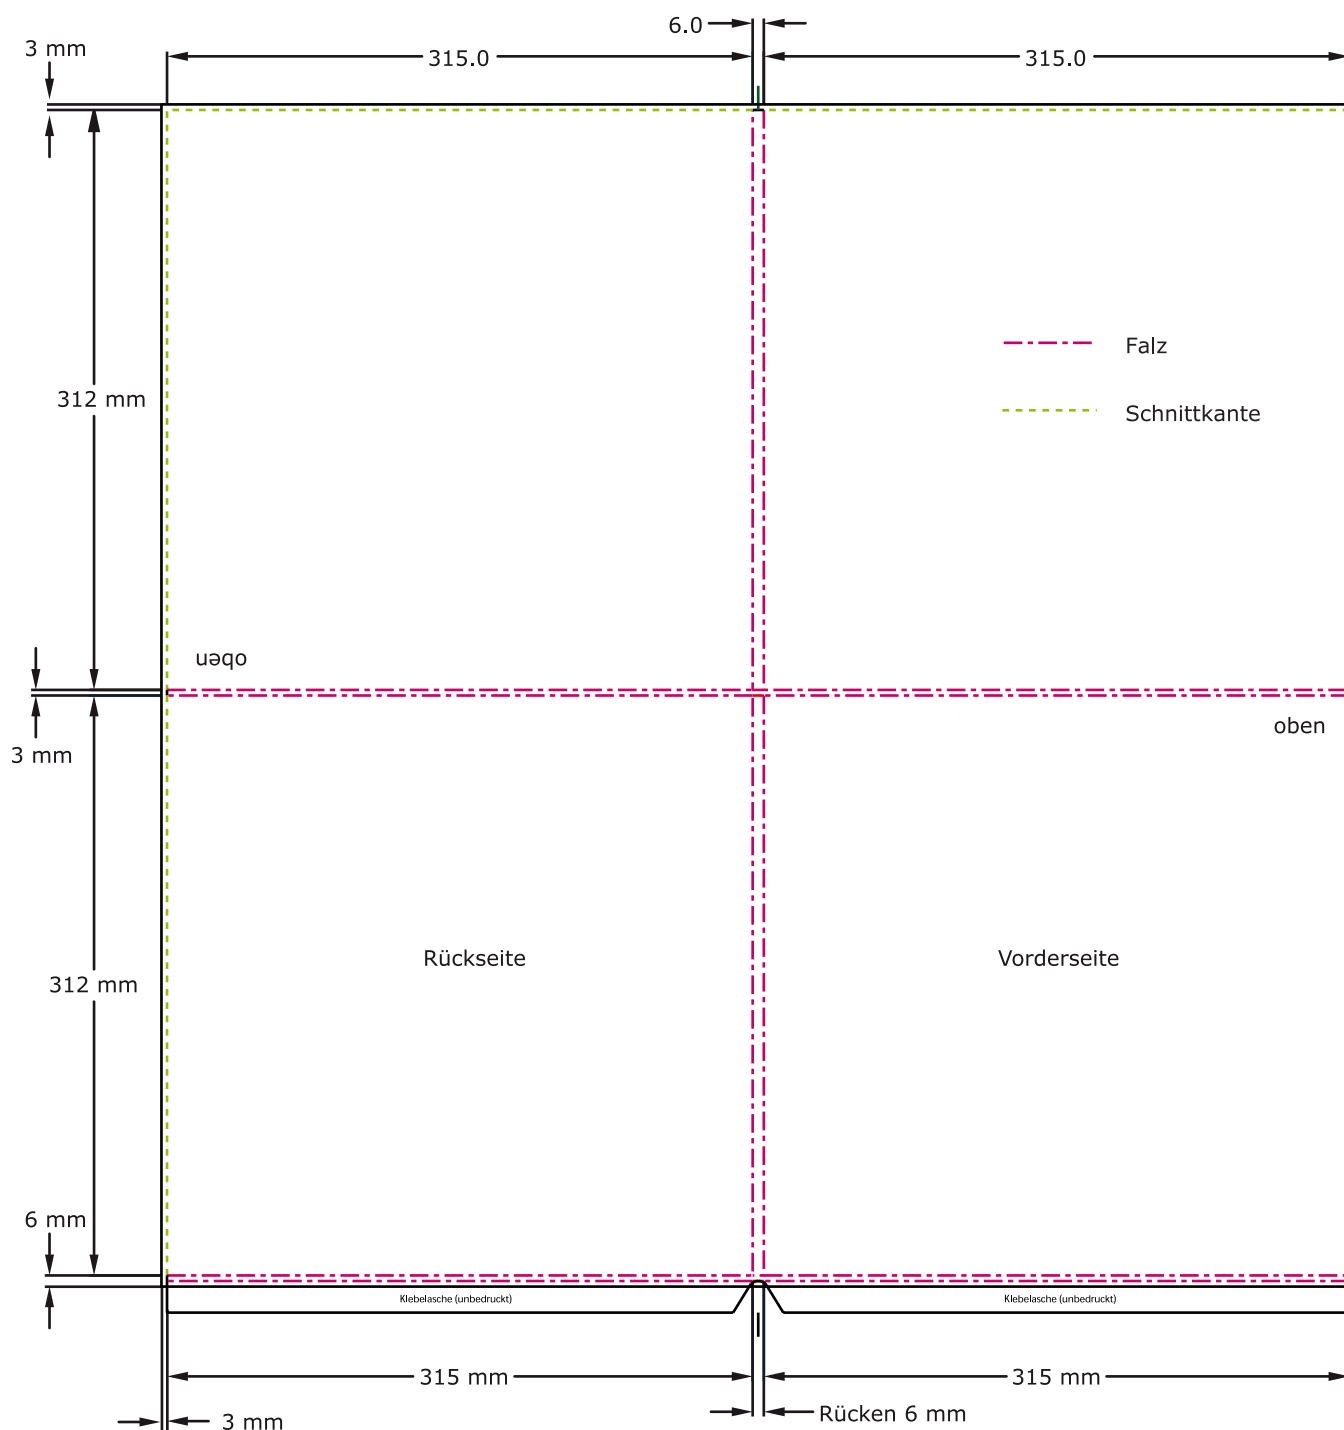 6.0
3 mm
315.0
315.0
Falz
312 mm
Schnittkante
oben
oben
3 mm
Rückseite
Vorderseite
312 mm
6 mm
Klebelasche (unbedruckt)
Klebelasche (unbedruckt)
315 mm
315 mm
Rücken 6 mm
3 mm